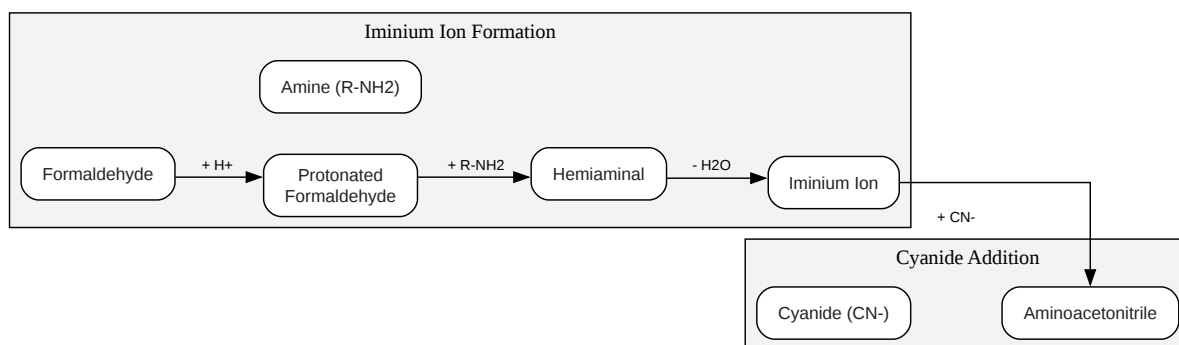 Iminium Ion Formation
Amine (R-NH2)
Formaldehyde
+ H+
Protonated
Formaldehyde
+ R-NH2
Hemiaminal
- H2O
Iminium Ion
+ CN-
Cyanide Addition
Cyanide (CN-)
Aminoacetonitrile